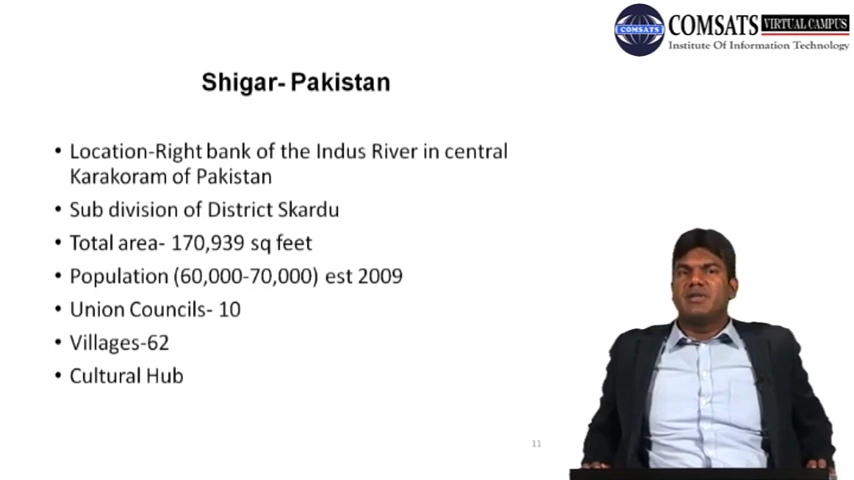 COMSATS
COMSATS VIRTUAL CAMPUS
Institute Of Information Technology
Shigar- Pakistan
• Location-Right bank of the Indus River in central
Karakoram of Pakistan
• Sub division of District Skardu
• Total area- 170,939 sq feet
• Population (60,000-70,000) est 2009
• Union Councils- 10
• Villages-62
• Cultural Hub
11